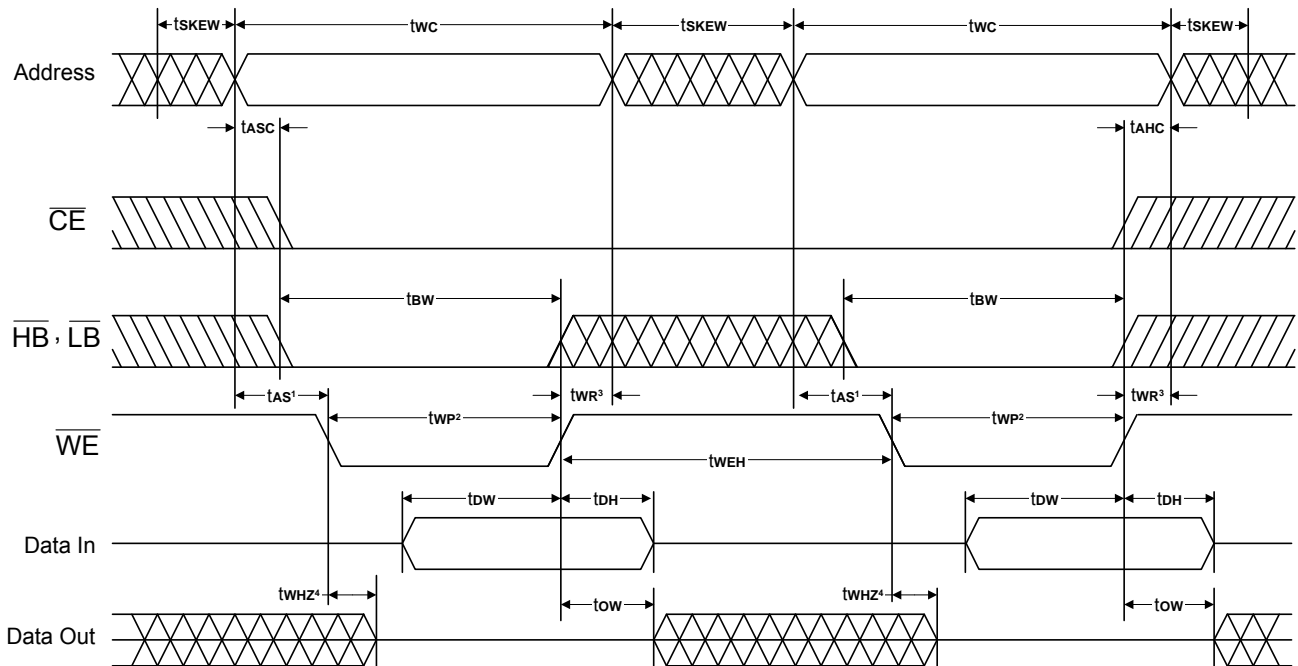 tSKEW tWC tSKEW tWC tSKEW
Address
tASC tAHC
CE
tBW tBW
HB , LB
tAS¹ tWR³ tAS¹ tWR³
tWP² tWP²
WE
tWEH
tDW tDH tDW tDH
Data In
tWHZ⁴ tOW tWHZ⁴ tOW
Data Out